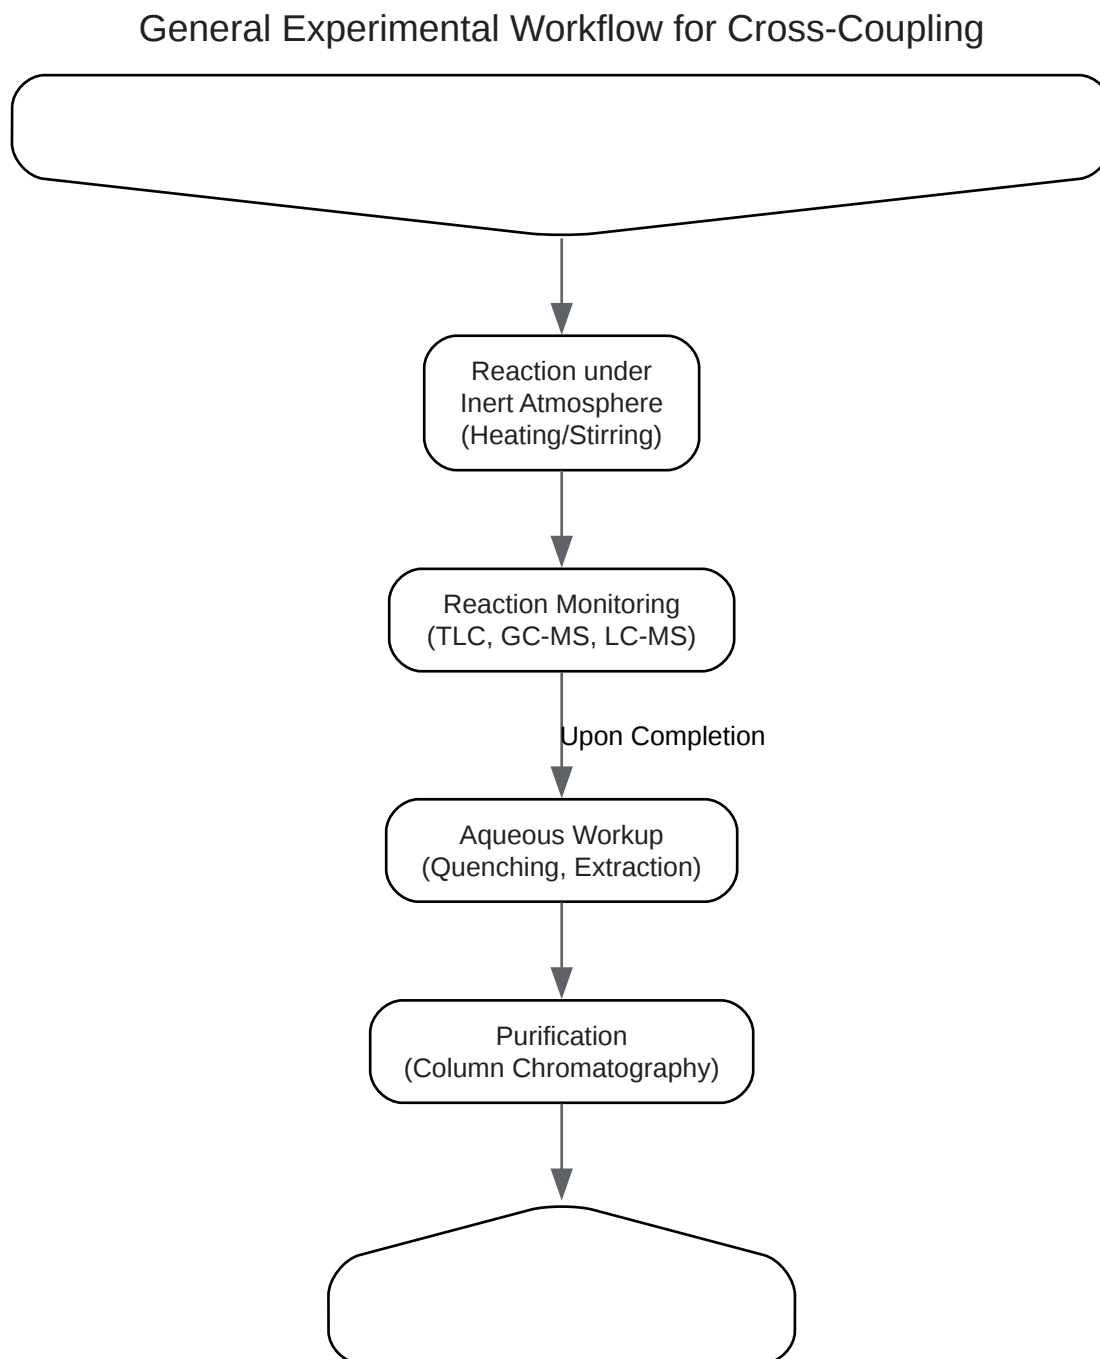 General Experimental Workflow for Cross-Coupling
Reaction under
Inert Atmosphere
(Heating/Stirring)
Reaction Monitoring
(TLC, GC-MS, LC-MS)
Upon Completion
Aqueous Workup
(Quenching, Extraction)
Purification
(Column Chromatography)